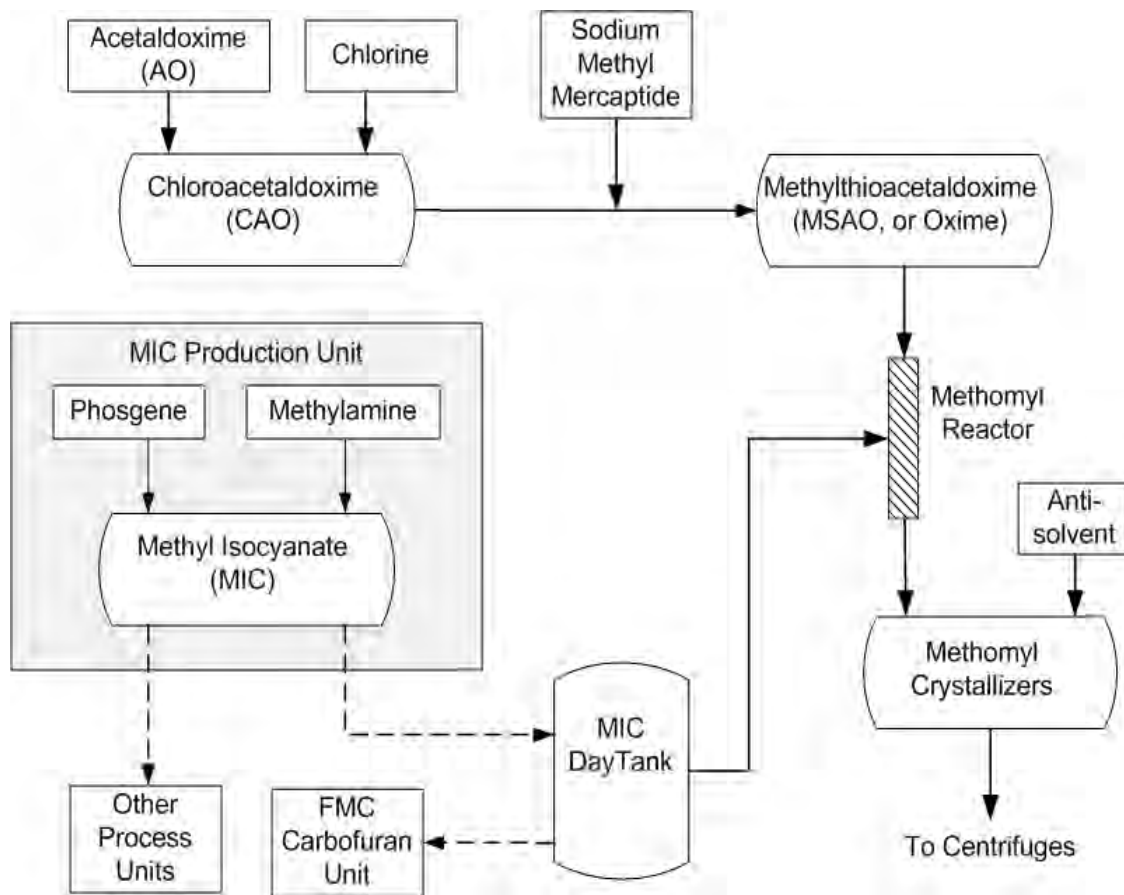 Acetaldoxime
(AO)
Chlorine
Sodium
Methyl
Mercaptide
Chloroacetaldoxime
(CAO)
Methylthioacetaldoxime
(MSAO, or Oxime)
MIC Production Unit
Phosgene
Methylamine
Methyl Isocyanate
(MIC)
Methomyl
Reactor
Anti-
solvent
Methomyl
Crystallizers
MIC
DayTank
Other
Process
Units
FMC
Carbofuran
Unit
To Centrifuges